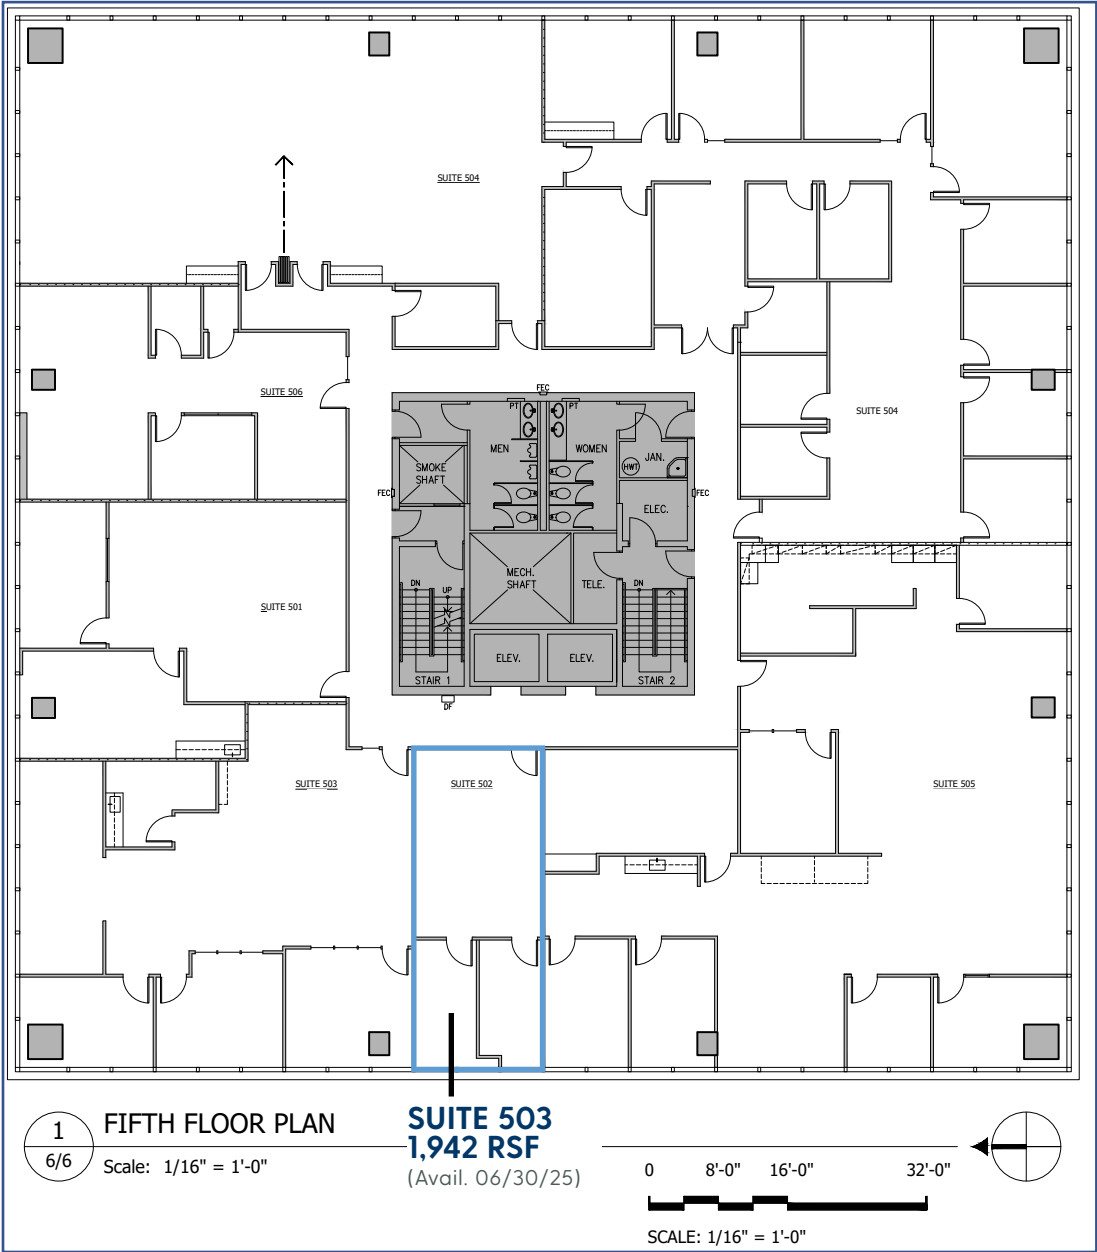 SUITE 504
SUITE 506
SUITE 504
FEC
PT
PT
MEN
WOMEN
JAN.
HWT
SMOKE
SHAFT
FEC
FEC
ELEC.
MECH.
SHAFT
TELE.
DN
UP
DN
SUITE 501
ELEV.
ELEV.
STAIR 1
STAIR 2
DF
SUITE 503
SUITE 502
SUITE 505
1
6/6
FIFTH FLOOR PLAN
Scale: 1/16" = 1'-0"
SUITE 503
1,942 RSF
(Avail. 06/30/25)
0 8'-0" 16'-0" 32'-0"
SCALE: 1/16" = 1'-0"